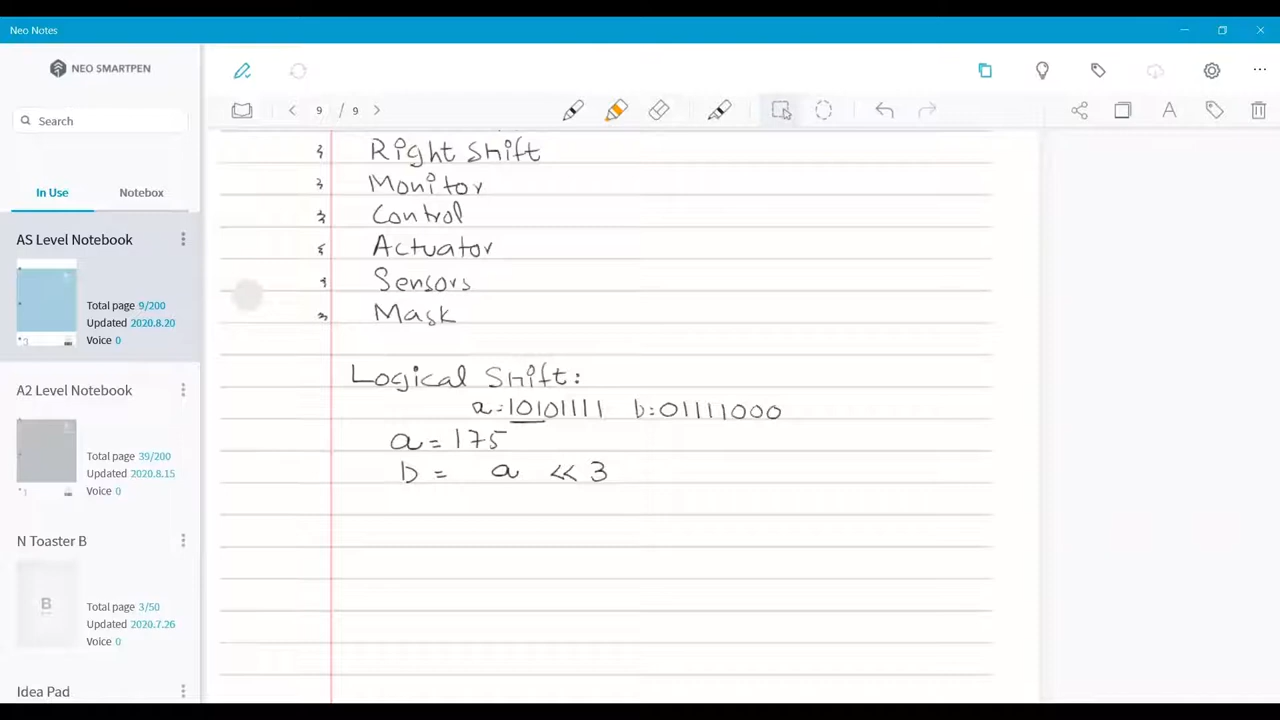 Neo Notes
NEO SMARTPEN
Search
In Use Notebox
AS Level Notebook
Total page 9/200
Updated 2020.8.20
Voice 0
A2 Level Notebook
Total page 39/200
Updated 2020.8.15
Voice 0
N Toaster B
B
Total page 3/50
Updated 2020.7.26
Voice 0
Idea Pad
9 / 9
A
Right Shift
Monitor
Control
Actuator
Sensors
Mask
Logical Shift:
a=10101111 b=01111000
a=175
b= a << 3